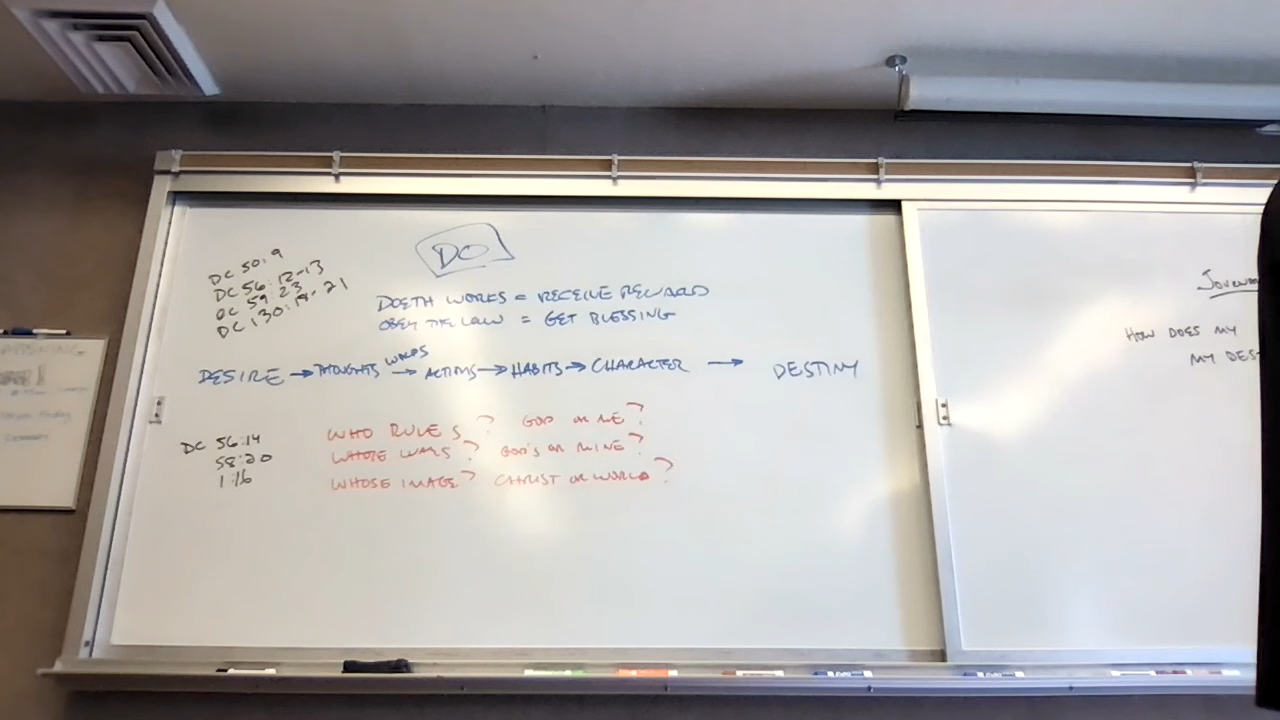 DC 50:9
DC 56:12-13
DC 59:23
DC 130:19-21
DO
DOETH WORKS = RECEIVE REWARD
OBEY THE LAW = GET BLESSING
DESIRE → THOUGHTS → WORDS ACTIONS → HABITS → CHARACTER → DESTINY
DC 56:14
58:20
1:16
WHO RULES? GOD OR ME?
WHOSE WAYS? GOD'S OR MINE?
WHOSE IMAGE? CHRIST OR WORLD?
HOW DOES MY
MY